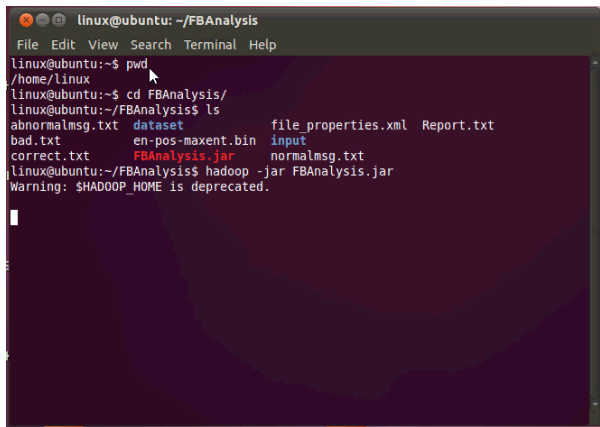 linux@ubuntu: ~/FBAnalysis
File Edit View Search Terminal Help
linux@ubuntu:~$ pwd
/home/linux
linux@ubuntu:~$ cd FBAnalysis/
linux@ubuntu:~/FBAnalysis$ ls
abnormalmsg.txt dataset file_properties.xml Report.txt
bad.txt en-pos-maxent.bin input
correct.txt FBAnalysis.jar normalmsg.txt
linux@ubuntu:~/FBAnalysis$ hadoop -jar FBAnalysis.jar
Warning: $HADOOP_HOME is deprecated.